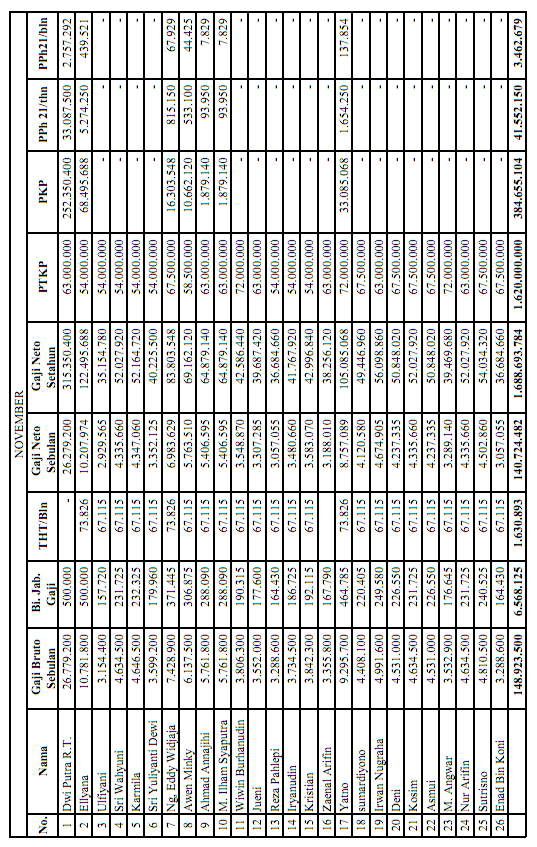 NOVEMBER
No. Nama Gaji Bruto Sebulan Bi. Jab. Gaji THT/Bln Gaji Neto Sebulan Gaji Neto Setahun PTKP PKP PPh 21/thn PPh21/bln
1 Dwi Putra R.T. 26.779.200 500.000 - 26.279.200 315.350.400 63.000.000 252.350.400 33.087.500 2.757.292
2 Ellyana 10.781.800 500.000 73.826 10.207.974 122.495.688 54.000.000 68.495.688 5.274.250 439.521
3 Ulfiyani 3.154.400 157.720 67.115 2.929.565 35.154.780 54.000.000 - - -
4 Sri Wahyuni 4.634.500 231.725 67.115 4.335.660 52.027.920 54.000.000 - - -
5 Karmila 4.646.500 232.325 67.115 4.347.060 52.164.720 54.000.000 - - -
6 Sri Yuliyanti Dewi 3.599.200 179.960 67.115 3.352.125 40.225.500 54.000.000 - - -
7 Ng. Eddy Widjaja 7.428.900 371.445 73.826 6.983.629 83.803.548 67.500.000 16.303.548 815.150 67.929
8 Awen Minky 6.137.500 306.875 67.115 5.763.510 69.162.120 58.500.000 10.662.120 533.100 44.425
9 Ahmad Annajihi 5.761.800 288.090 67.115 5.406.595 64.879.140 63.000.000 1.879.140 93.950 7.829
10 M. Ilham Syaputra 5.761.800 288.090 67.115 5.406.595 64.879.140 63.000.000 1.879.140 93.950 7.829
11 Wiwin Burhanudin 3.806.300 190.315 67.115 3.548.870 42.586.440 72.000.000 - - -
12 Jueni 3.552.000 177.600 67.115 3.307.285 39.687.420 63.000.000 - - -
13 Reza Pahlepi 3.288.600 164.430 67.115 3.057.055 36.684.660 54.000.000 - - -
14 Iryanudin 3.734.500 186.725 67.115 3.480.660 41.767.920 54.000.000 - - -
15 Kristian 3.842.300 192.115 67.115 3.583.070 42.996.840 54.000.000 - - -
16 Zaenal Arifin 3.355.800 167.790 3.188.010 38.256.120 63.000.000 - - -
17 Yatno 9.295.700 464.785 73.826 8.757.089 105.085.068 72.000.000 33.085.068 1.654.250 137.854
18 sumardiyono 4.408.100 220.405 67.115 4.120.580 49.446.960 67.500.000 - - -
19 Irwan Nugraha 4.991.600 249.580 67.115 4.674.905 56.098.860 63.000.000 - - -
20 Deni 4.531.000 226.550 67.115 4.237.335 50.848.020 67.500.000 - - -
21 Kosim 4.634.500 231.725 67.115 4.335.660 52.027.920 67.500.000 - - -
22 Asmui 4.531.000 226.550 67.115 4.237.335 50.848.020 67.500.000 - - -
23 M. Angwar 3.532.900 176.645 67.115 3.289.140 39.469.680 72.000.000 - - -
24 Nur Arifin 4.634.500 231.725 67.115 4.335.660 52.027.920 63.000.000 - - -
25 Sutrisno 4.810.500 240.525 67.115 4.502.860 54.034.320 67.500.000 - - -
26 Enad Bin Koni 3.288.600 164.430 67.115 3.057.055 36.684.660 67.500.000 - - -
148.923.500 6.568.125 1.630.893 140.724.482 1.688.693.784 1.620.000.000 384.655.104 41.552.150 3.462.679